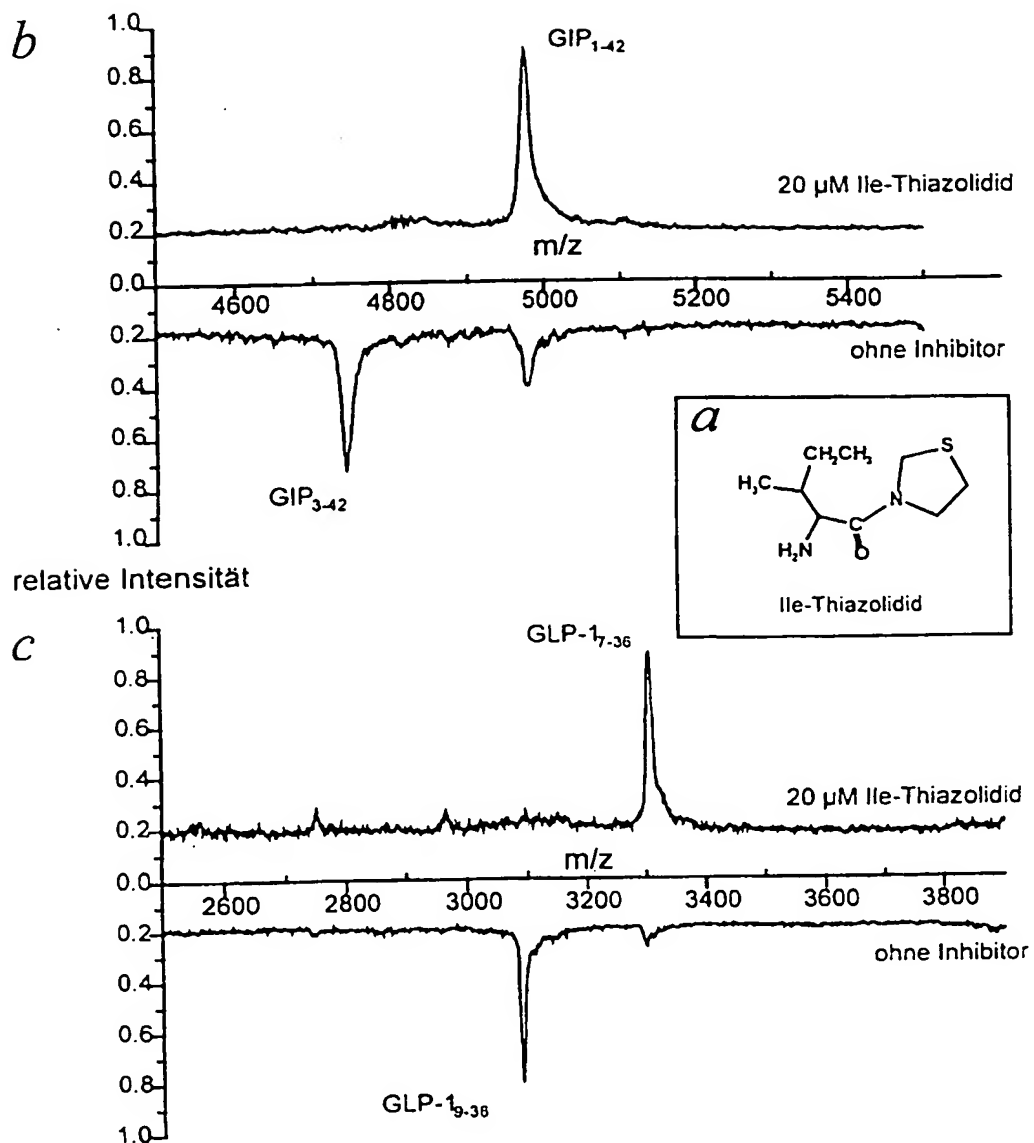 b
1.0
0.8
0.6
0.4
0.2
0.0
GIP1-42
20 µM Ile-Thiazolidid
m/z
4600 4800 5000 5200 5400
0.2
0.4
0.6
0.8
1.0
ohne Inhibitor
GIP3-42
a
CH2CH3
H3C
S
N
C
H2N
O
Ile-Thiazolidid
relative Intensität
c
1.0
0.8
0.6
0.4
0.2
0.0
GLP-17-36
20 µM Ile-Thiazolidid
m/z
2600 2800 3000 3200 3400 3600 3800
0.2
0.4
0.6
0.8
1.0
ohne Inhibitor
GLP-19-36